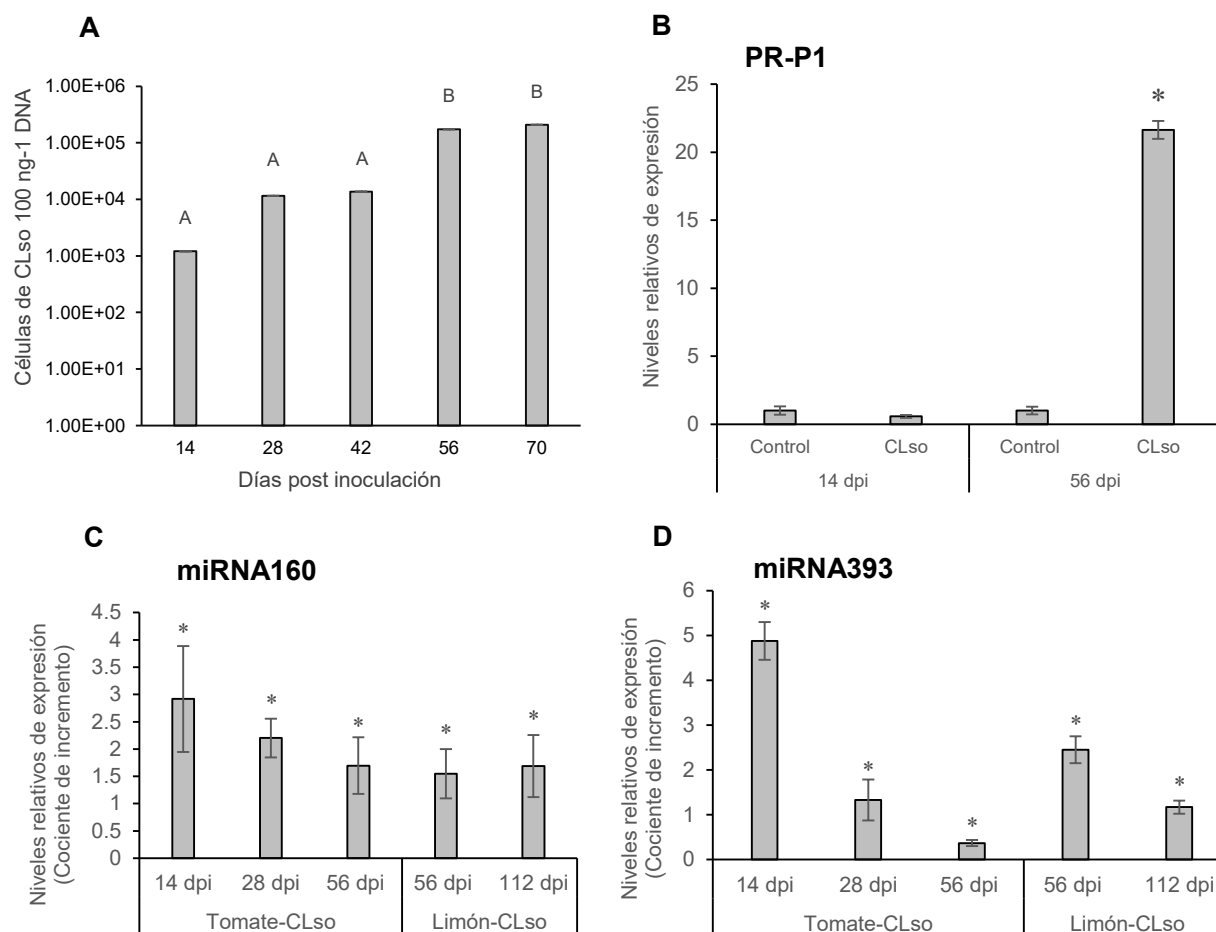 A
Células de CLso 100 ng-1 DNA
1.00E+06
1.00E+05
1.00E+04
1.00E+03
1.00E+02
1.00E+01
1.00E+00
A
A
A
B
B
14 28 42 56 70
Días post inoculación
B
PR-P1
Niveles relativos de expresión
25
20
15
10
5
0
*
Control CLso Control CLso
14 dpi 56 dpi
C
miRNA160
Niveles relativos de expresión
(Cociente de incremento)
4.5
4
3.5
3
2.5
2
1.5
1
0.5
0
* * * * *
14 dpi 28 dpi 56 dpi 56 dpi 112 dpi
Tomate-CLso Limón-CLso
D
miRNA393
Niveles relativos de expresión
(Cociente de incremento)
6
5
4
3
2
1
0
* * * * *
14 dpi 28 dpi 56 dpi 56 dpi 112 dpi
Tomate-CLso Limón-CLso